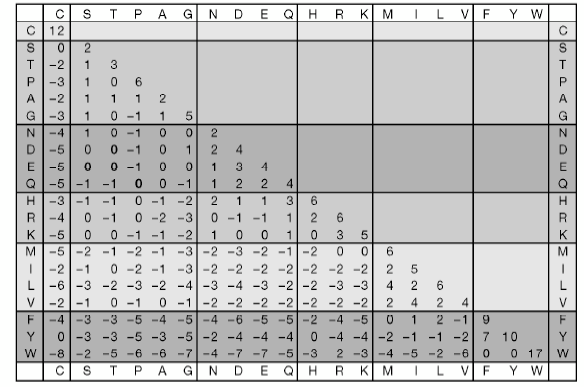 C S T P A G N D E Q H R K M I L V F Y W
C 12 C
S 0 2 S
T -2 1 3 T
P -3 1 0 6 P
A -2 1 1 1 2 A
G -3 1 0 -1 1 5 G
N -4 1 0 -1 0 0 2 N
D -5 0 0 -1 0 1 2 4 D
E -5 0 0 -1 0 0 1 3 4 E
Q -5 -1 -1 0 0 -1 1 2 2 4 Q
H -3 -1 -1 0 -1 -2 2 1 1 3 6 H
R -4 0 -1 0 -2 -3 0 -1 -1 1 2 6 R
K -5 0 0 -1 -1 -2 1 0 0 1 0 3 5 K
M -5 -2 -1 -2 -1 -3 -2 -3 -2 -1 -2 0 0 6 M
I -2 -1 0 -2 -1 -3 -2 -2 -2 -2 -2 -2 -2 2 5 I
L -6 -3 -2 -3 -2 -4 -3 -4 -3 -2 -2 -3 -3 4 2 6 L
V -2 -1 0 -1 0 -1 -2 -2 -2 -2 -2 -2 -2 2 4 2 4 V
F -4 -3 -3 -5 -4 -5 -4 -6 -5 -5 -2 -4 -5 0 1 2 -1 9 F
Y 0 -3 -3 -5 -3 -5 -2 -4 -4 -4 0 -4 -4 -2 -1 -1 -2 7 10 Y
W -8 -2 -5 -6 -6 -7 -4 -7 -7 -5 -3 2 -3 -4 -5 -2 -6 0 0 17 W
C S T P A G N D E Q H R K M I L V F Y W